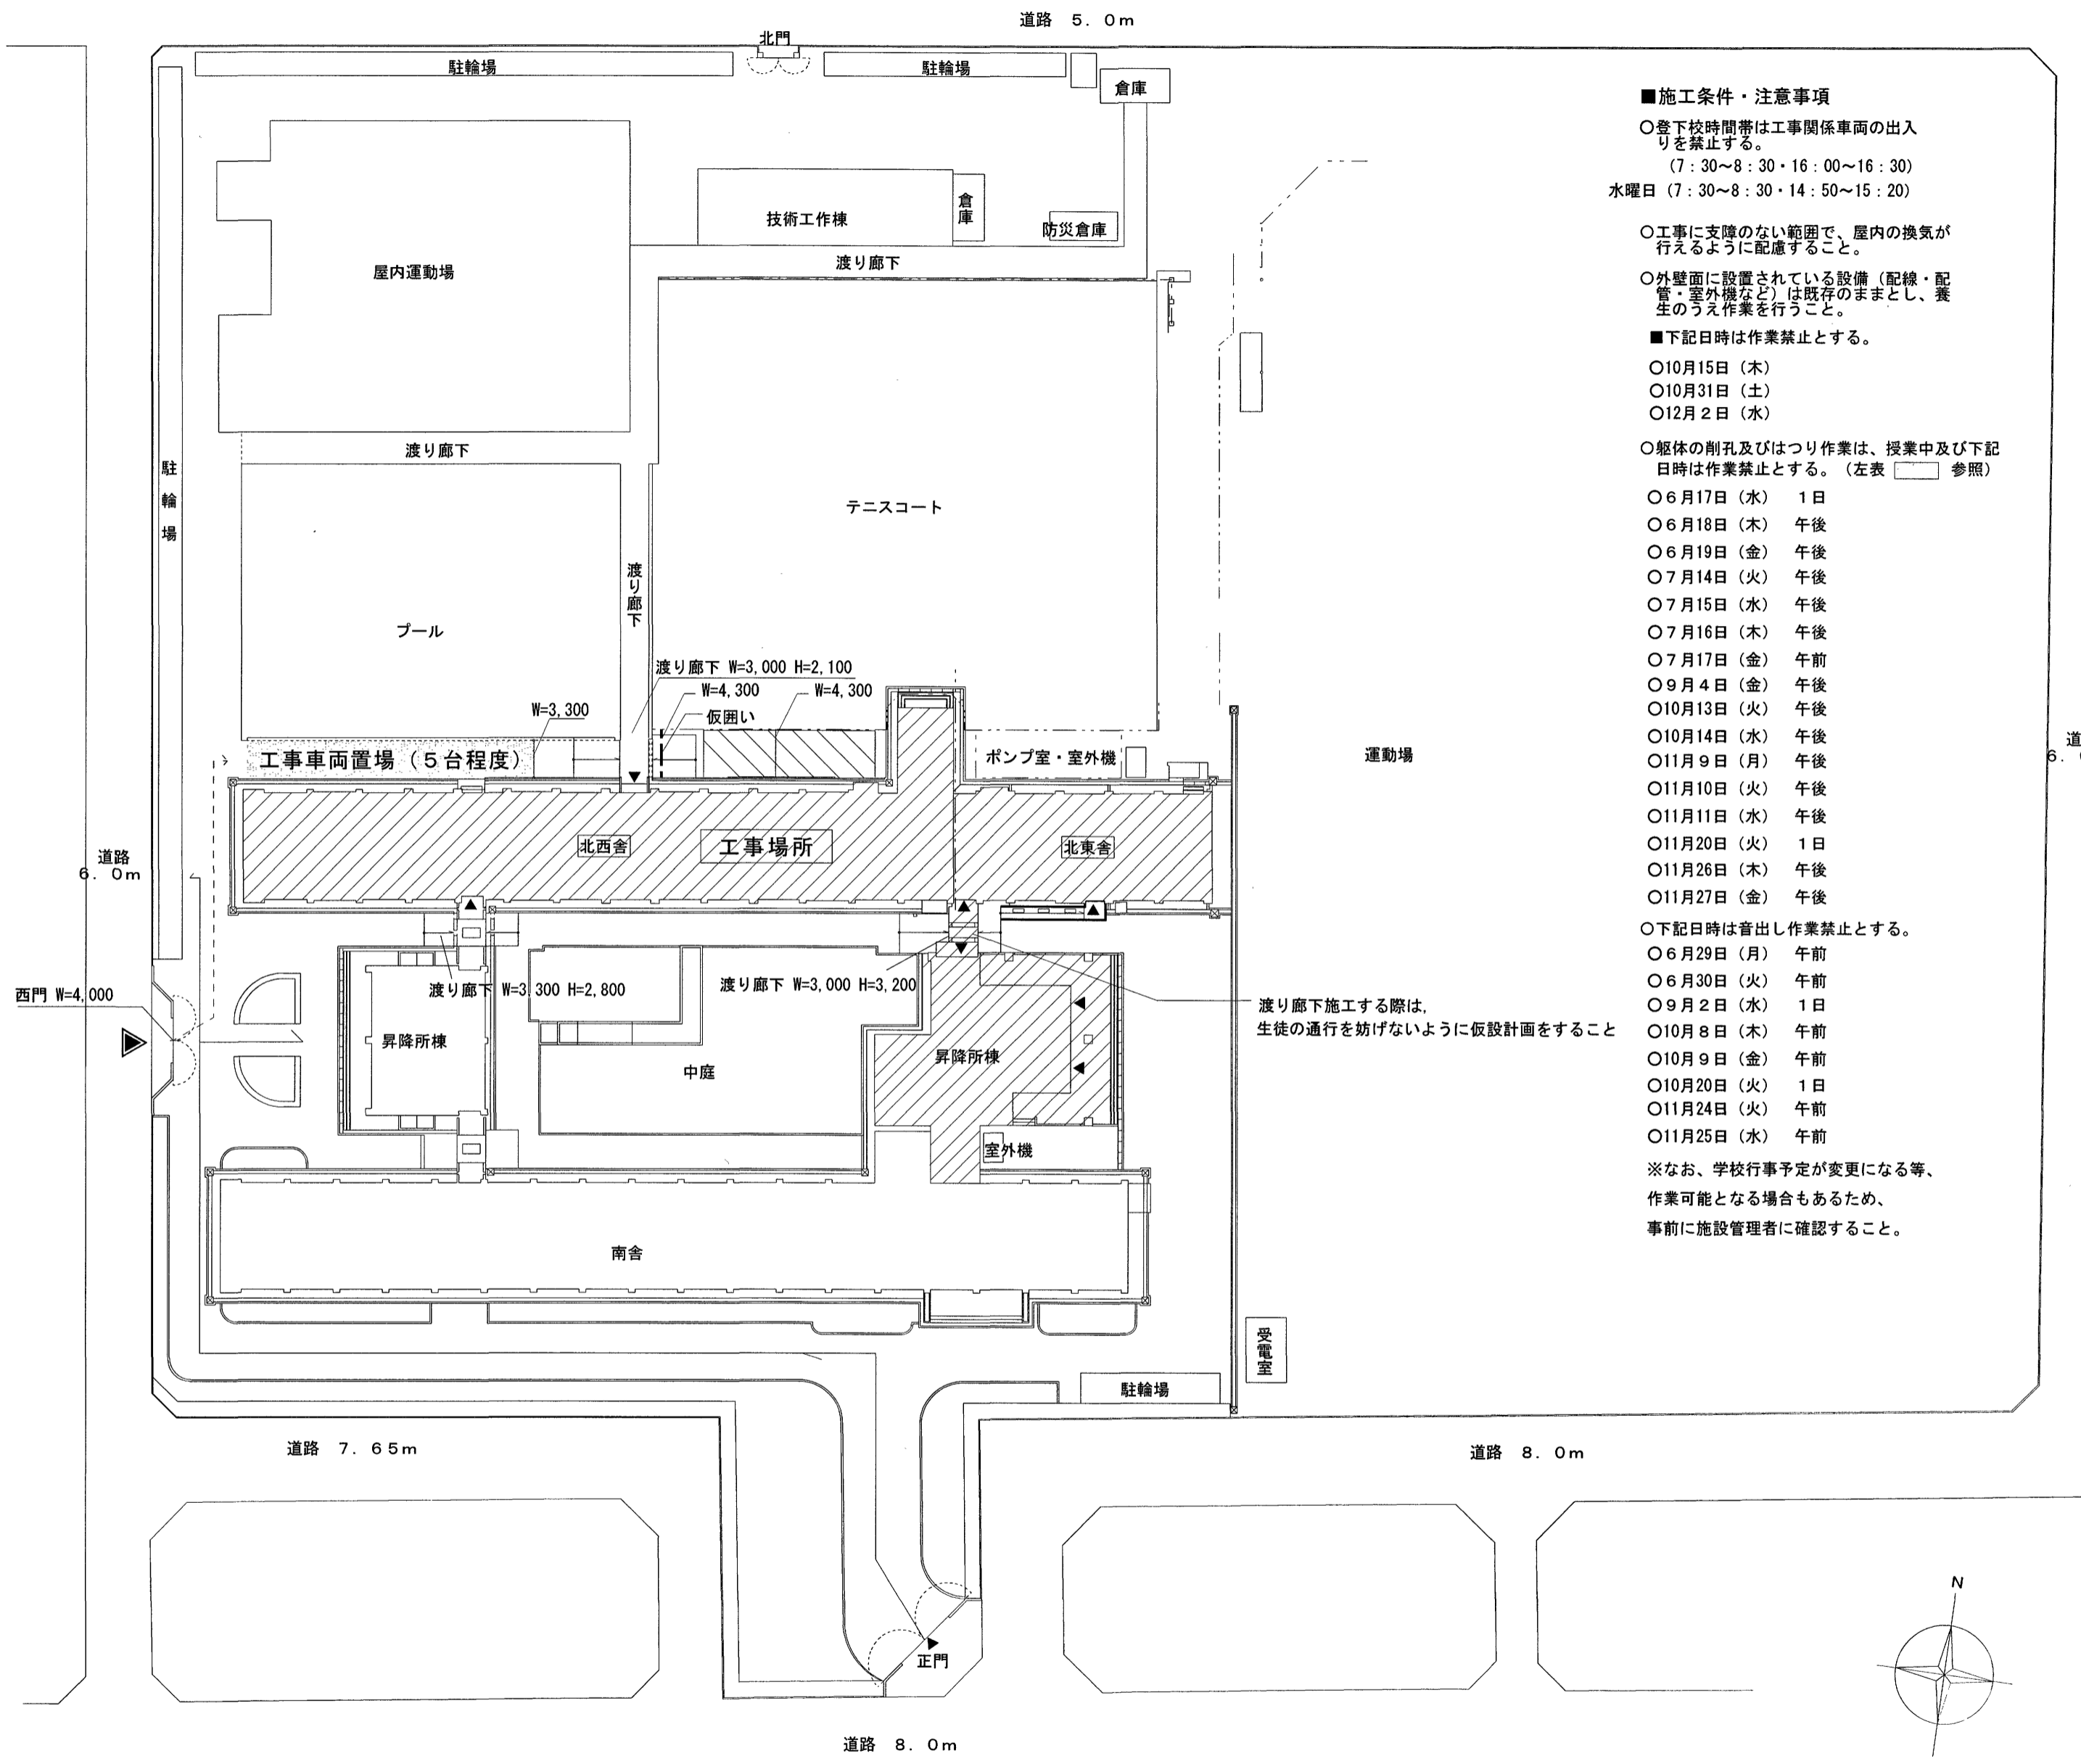 道路 5．0ｍ
北門
駐輪場
駐輪場
倉庫
技術工作棟
倉庫
防災倉庫
渡り廊下
屋内運動場
渡り廊下
駐輪場
テニスコート
プール
渡り廊下
渡り廊下 W=3,000 H=2,100
W=4,300
W=4,300
W=3,300
仮囲い
工事車両置場（５台程度）
ポンプ室・室外機
運動場
北西舎
工事場所
北東舎
道路
6．0ｍ
西門 W=4,000
渡り廊下 W=3,300 H=2,800
渡り廊下 W=3,000 H=3,200
渡り廊下施工する際は，
生徒の通行を妨げないように仮設計画をすること
昇降所棟
中庭
昇降所棟
室外機
南舎
受電室
駐輪場
道路 7．65ｍ
道路 8．0ｍ
正門
道路 8．0ｍ
N
■施工条件・注意事項
○登下校時間帯は工事関係車両の出入
りを禁止する。
（7：30～8：30・16：00～16：30）
水曜日（7：30～8：30・14：50～15：20）
○工事に支障のない範囲で、屋内の換気が
行えるように配慮すること。
○外壁面に設置されている設備（配線・配
管・室外機など）は既存のままとし、養
生のうえ作業を行うこと。
■下記日時は作業禁止とする。
○10月15日（木）
○10月31日（土）
○12月２日（水）
○躯体の削孔及びはつり作業は、授業中及び下記
日時は作業禁止とする。（左表 参照）
○６月17日（水） １日
○６月18日（木） 午後
○６月19日（金） 午後
○７月14日（火） 午後
○７月15日（水） 午後
○７月16日（木） 午後
○７月17日（金） 午前
○９月４日（金） 午後
○10月13日（火） 午後
○10月14日（水） 午後
○11月９日（月） 午後
○11月10日（火） 午後
○11月11日（水） 午後
○11月20日（火） １日
○11月26日（木） 午後
○11月27日（金） 午後
○下記日時は音出し作業禁止とする。
○６月29日（月） 午前
○６月30日（火） 午前
○９月２日（水） １日
○10月８日（木） 午前
○10月９日（金） 午前
○10月20日（火） １日
○11月24日（火） 午前
○11月25日（水） 午前
※なお、学校行事予定が変更になる等、
作業可能となる場合もあるため、
事前に施設管理者に確認すること。
道
6．